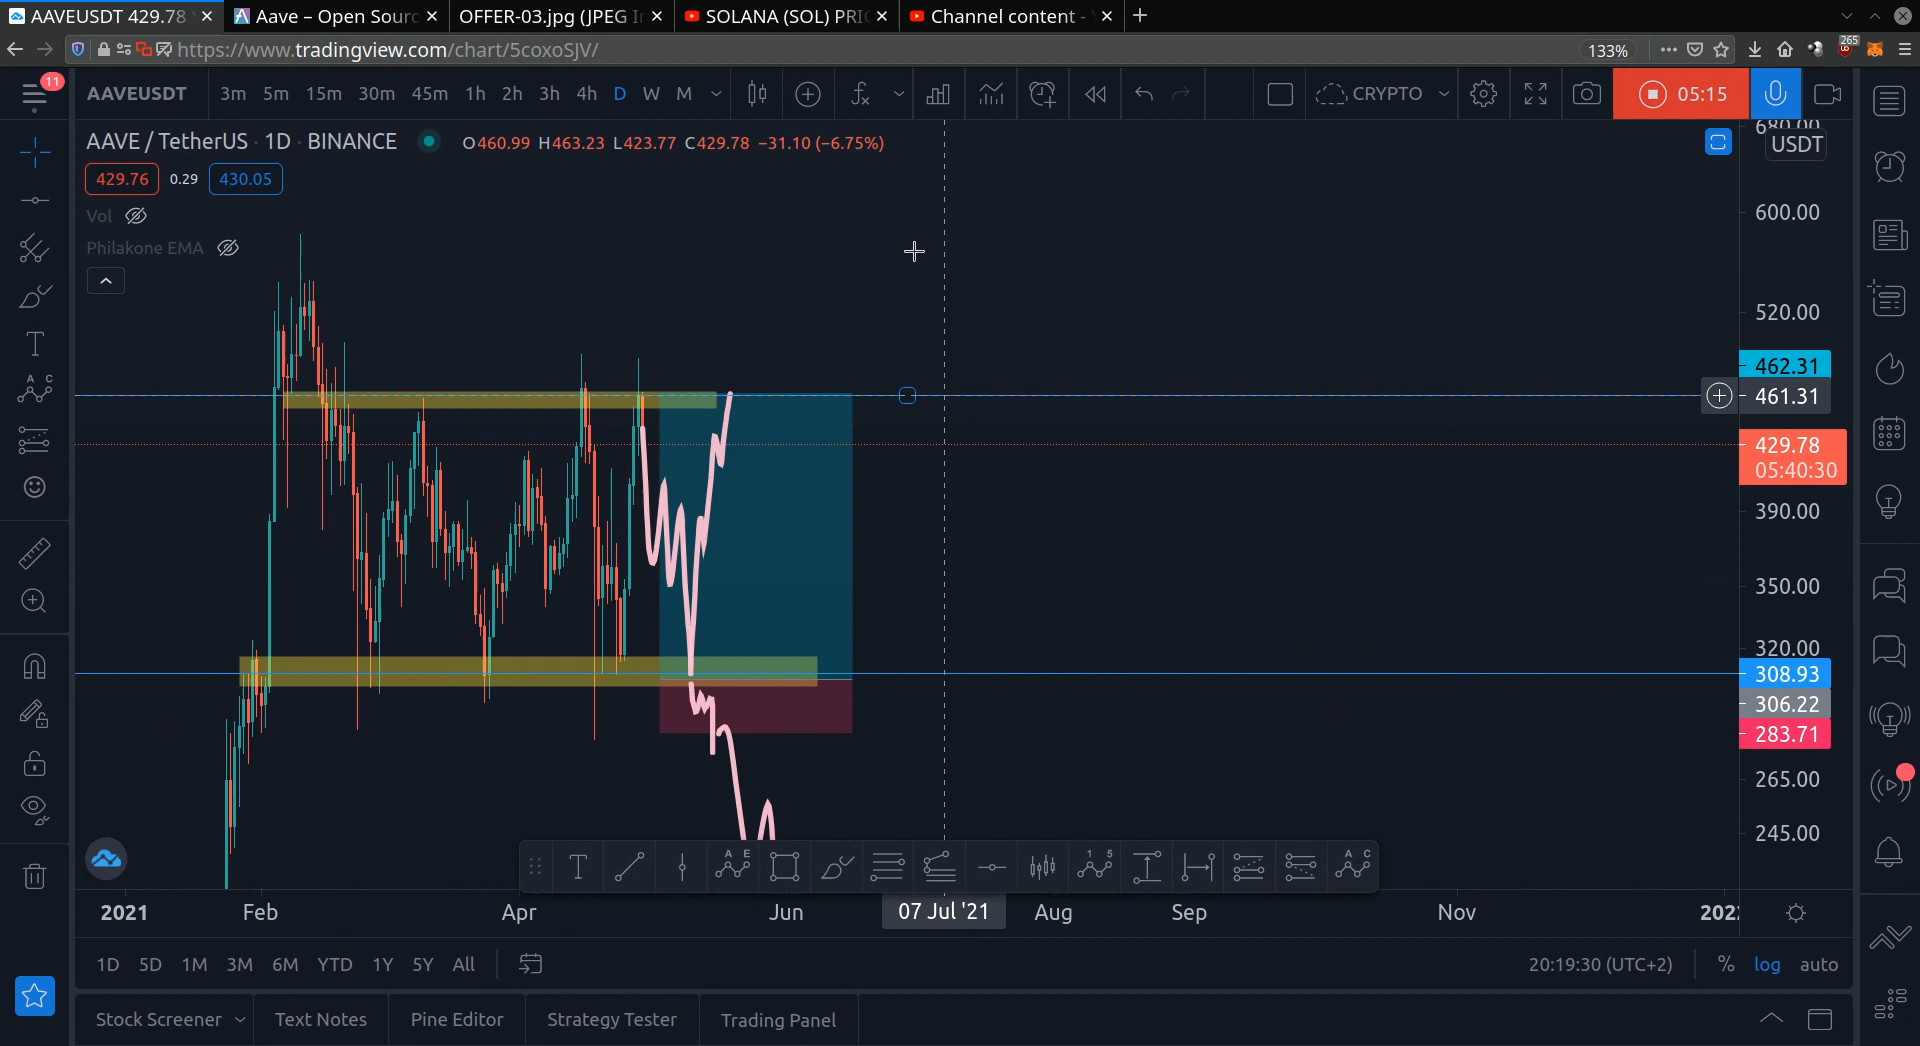 AAVEUSDT 429.78
Aave – Open Sourc
OFFER-03.jpg (JPEG I
SOLANA (SOL) PRI
Channel content -
https://www.tradingview.com/chart/5coxoSJV/
133%
265
11
AAVEUSDT
3m 5m 15m 30m 45m 1h 2h 3h 4h D W M
CRYPTO
05:15
AAVE / TetherUS · 1D · BINANCE
O460.99 H463.23 L423.77 C429.78 −31.10 (−6.75%)
680.00
USDT
429.76 0.29 430.05
Vol
Philakone EMA
600.00
520.00
462.31
461.31
429.78
05:40:30
390.00
350.00
320.00
308.93
306.22
283.71
265.00
245.00
2021 Feb Apr Jun 07 Jul '21 Aug Sep Nov 202
1D 5D 1M 3M 6M YTD 1Y 5Y All
20:19:30 (UTC+2) % log auto
Stock Screener Text Notes Pine Editor Strategy Tester Trading Panel